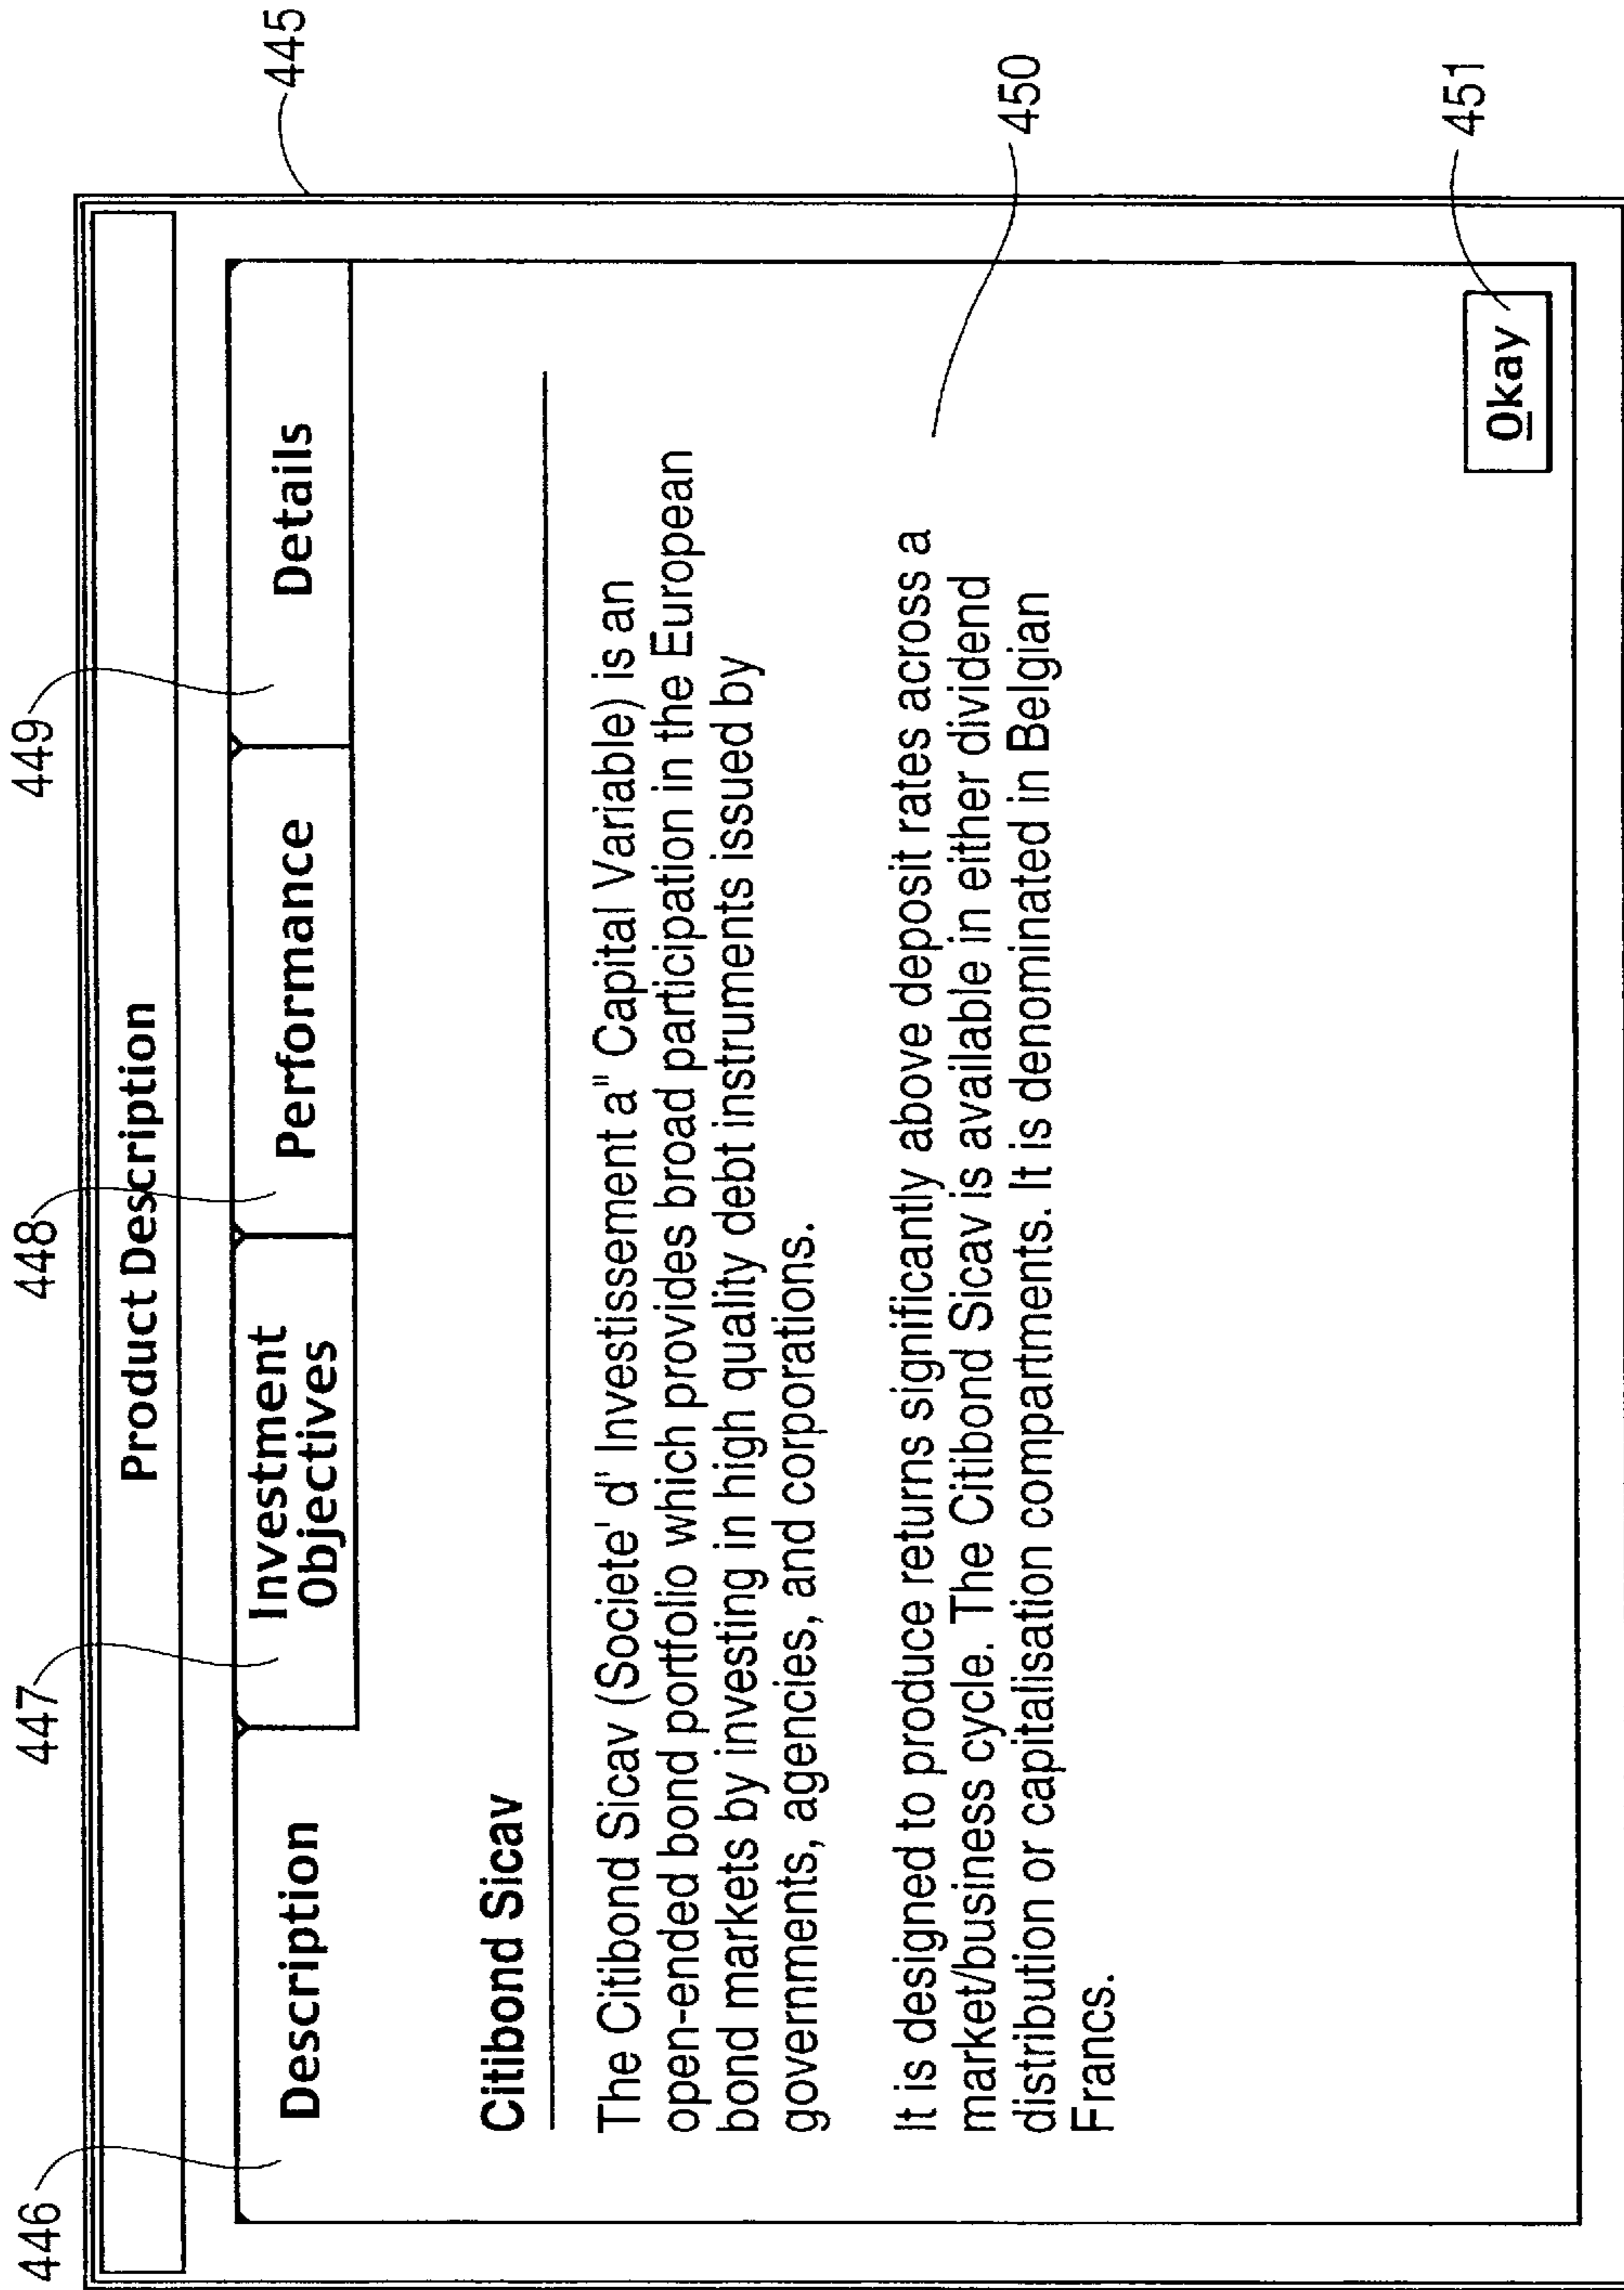 446
447
448
449
445
Product Description
Description
Investment
Objectives
Performance
Details
Citibond Sicav
The Citibond Sicav (Societe' d' Investissement a" Capital Variable) is an
open-ended bond portfolio which provides broad participation in the European
bond markets by investing in high quality debt instruments issued by
governments, agencies, and corporations.
It is designed to produce returns significantly above deposit rates across a
market/business cycle. The Citibond Sicav is available in either dividend
distribution or capitalisation compartments. It is denominated in Belgian
Francs.
450
Okay
451